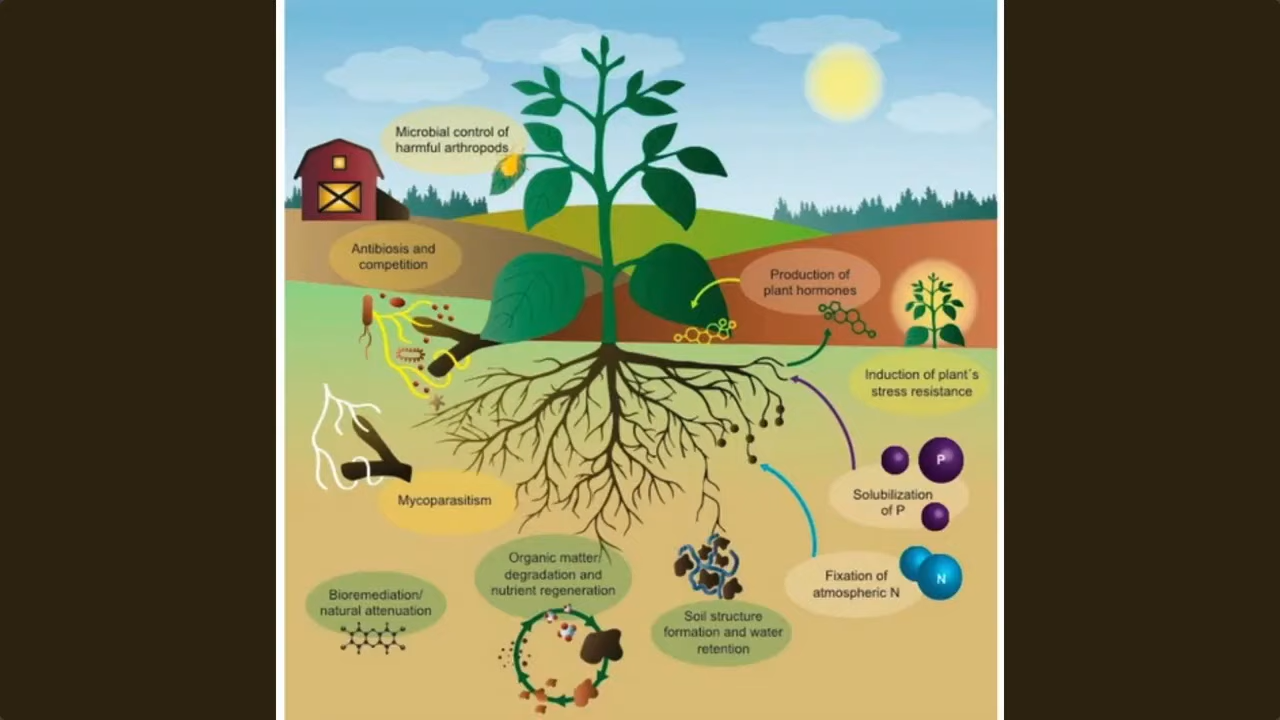 Microbial control of
harmful arthropods
Antibiosis and
competition
Production of
plant hormones
Induction of plant´s
stress resistance
P
Solubilization
of P
Mycoparasitism
Organic matter/
degradation and
nutrient regeneration
Fixation of
atmospheric N
N
Bioremediation/
natural attenuation
Soil structure
formation and water
retention